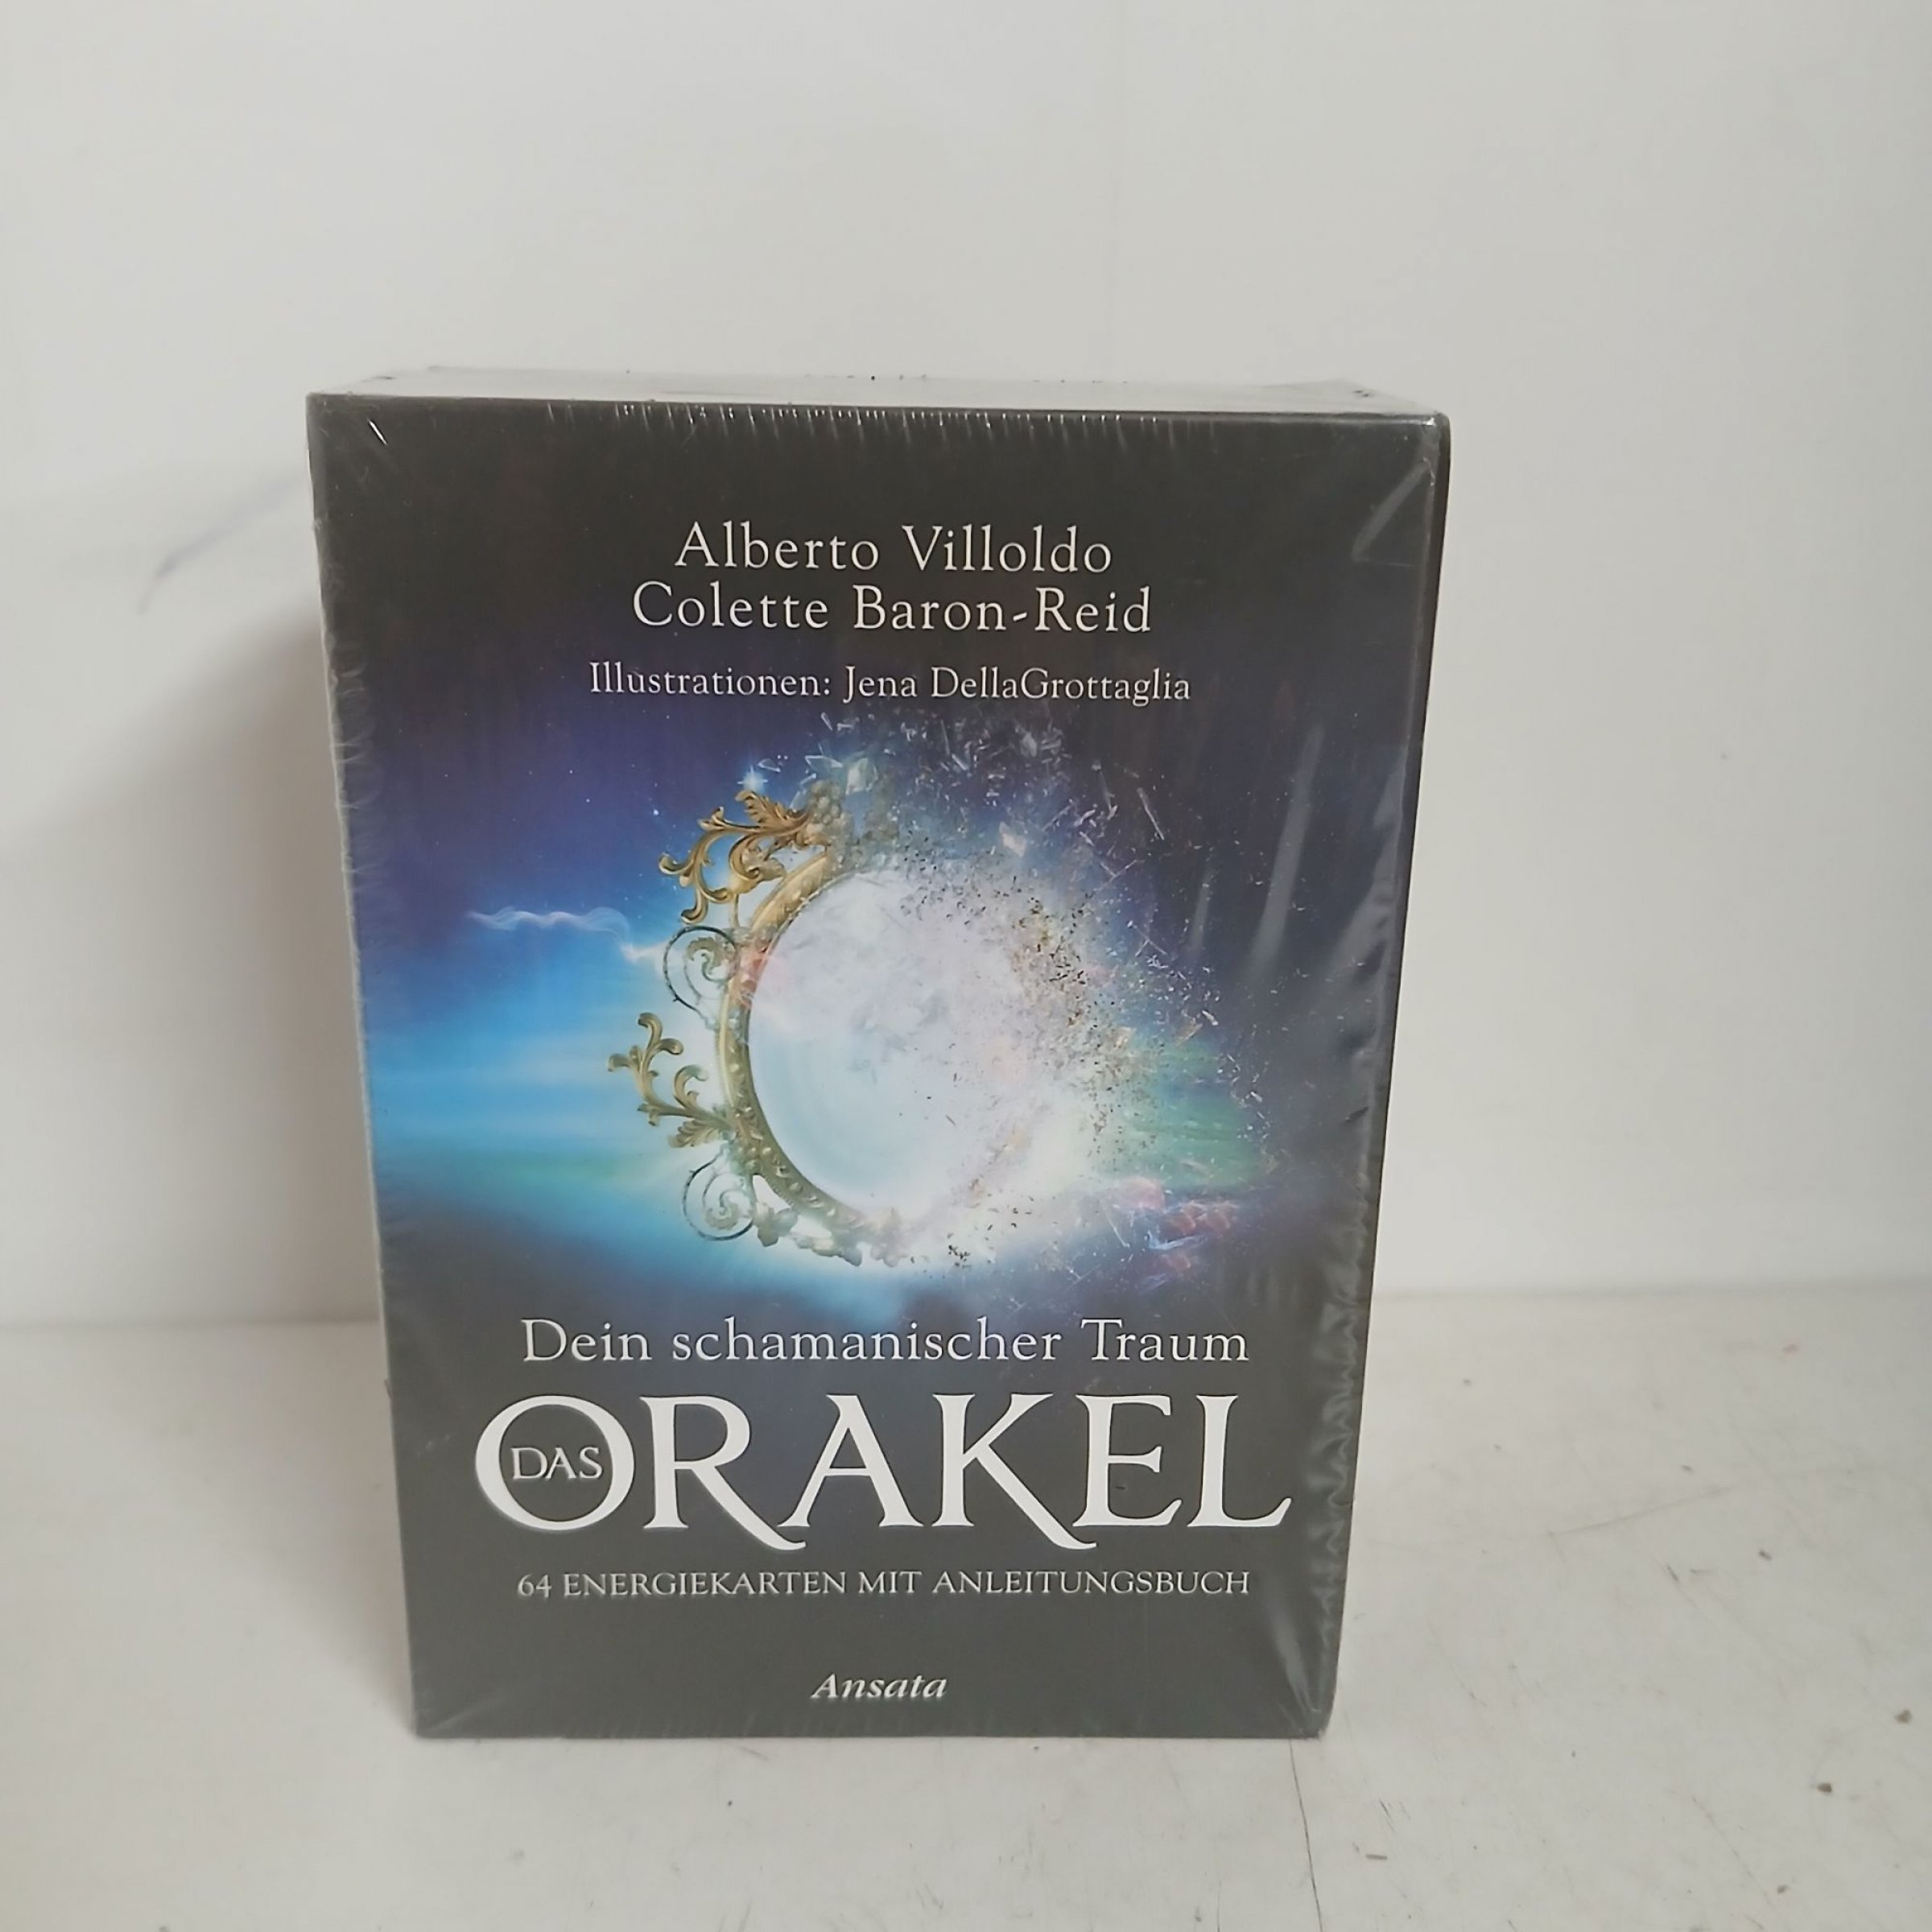 Alberto Villoldo
Colette Baron-Reid
Illustrationen: Jena DellaGrottaglia
Dein schamanischer Traum
DAS ORAKEL
64 ENERGIEKARTEN MIT ANLEITUNGSBUCH
Ansata